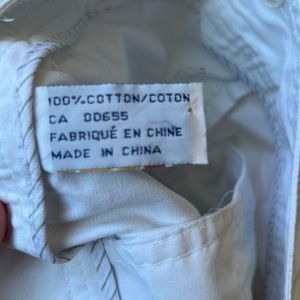 100% COTTON/COTON
CA 00655
FABRIQUÉ EN CHINE
MADE IN CHINA